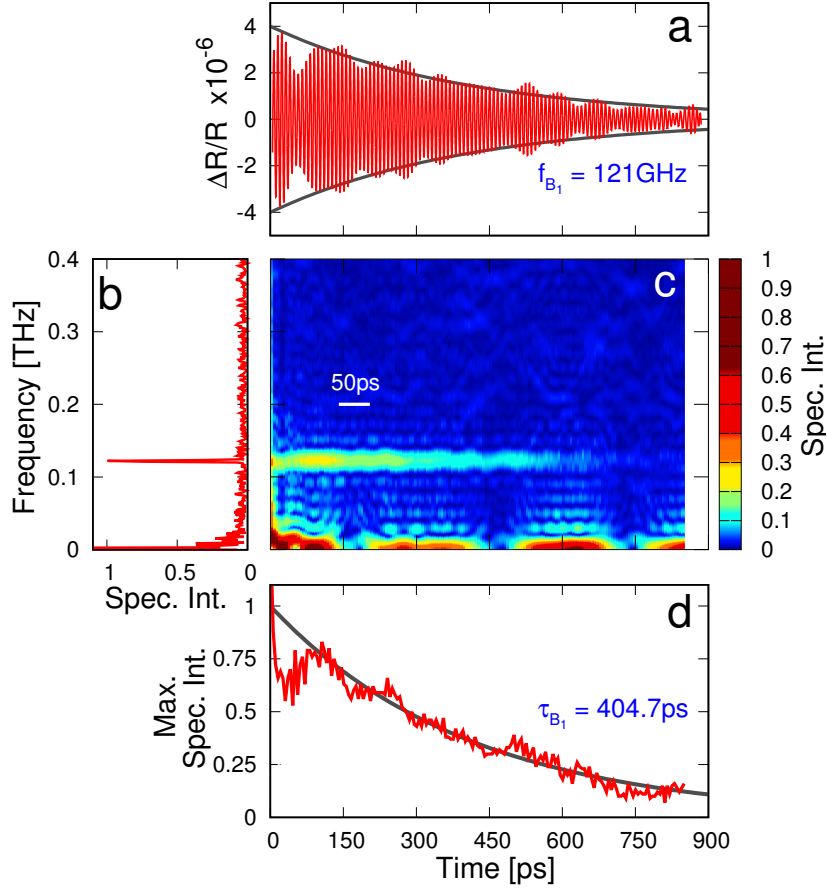 a
ΔR/R x10⁻⁶
4
2
0
-2
-4
f_B₁ = 121GHz
b
Frequency [THz]
0.4
0.3
0.2
0.1
0
1
0.5
0
Spec. Int.
c
50ps
1
0.9
0.8
0.7
0.6
0.5
0.4
0.3
0.2
0.1
0
Spec. Int.
d
Max.
Spec. Int.
1
0.75
0.5
0.25
0
τ_B₁ = 404.7ps
0 150 300 450 600 750 900
Time [ps]